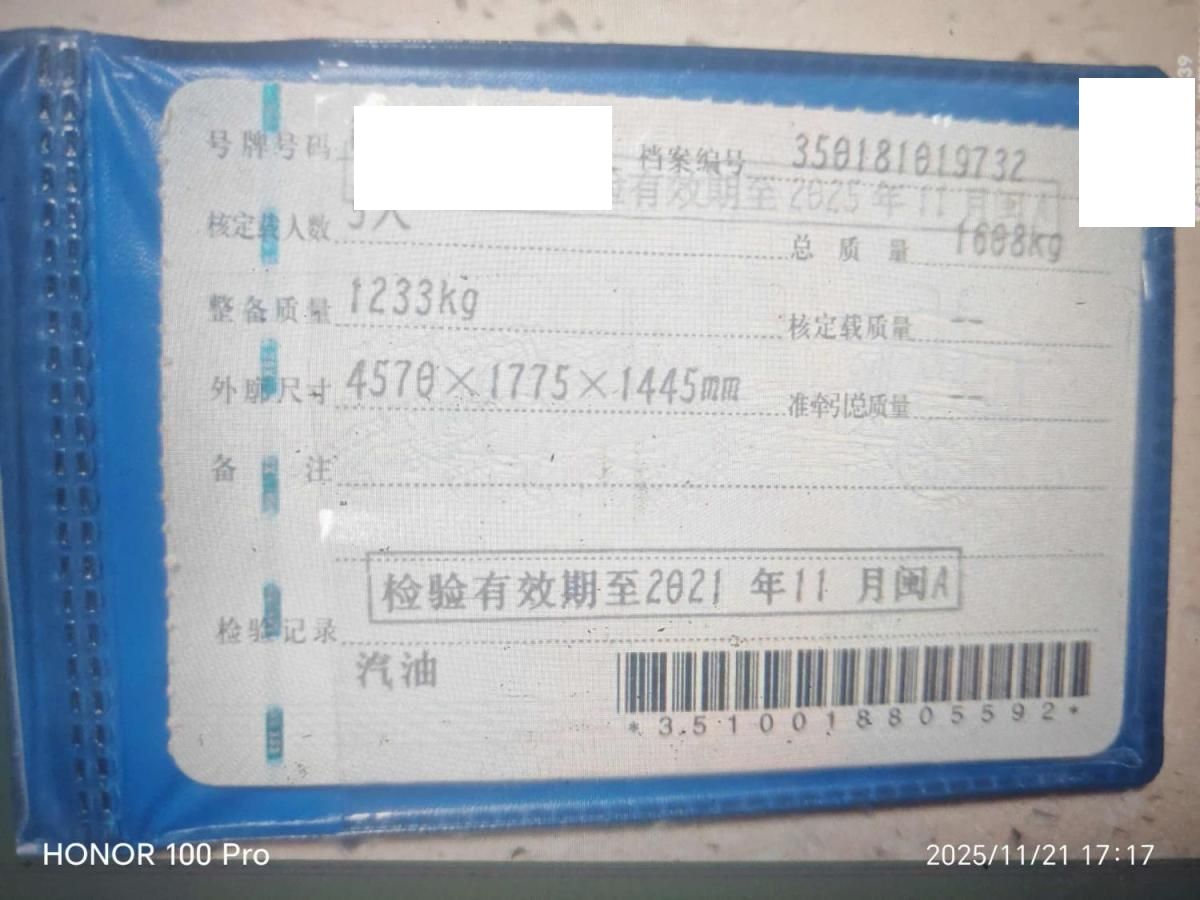 号牌号码
档案编号 350181019732
有效期至2025年11月闽A
核定载人数 5人
总质量 1608kg
整备质量 1233kg
核定载质量 --
外廓尺寸 4570×1775×1445mm
准牵引总质量 --
备注
检验有效期至2021 年11 月闽A
检验记录
汽油
*3510018805592*
HONOR 100 Pro
2025/11/21 17:17